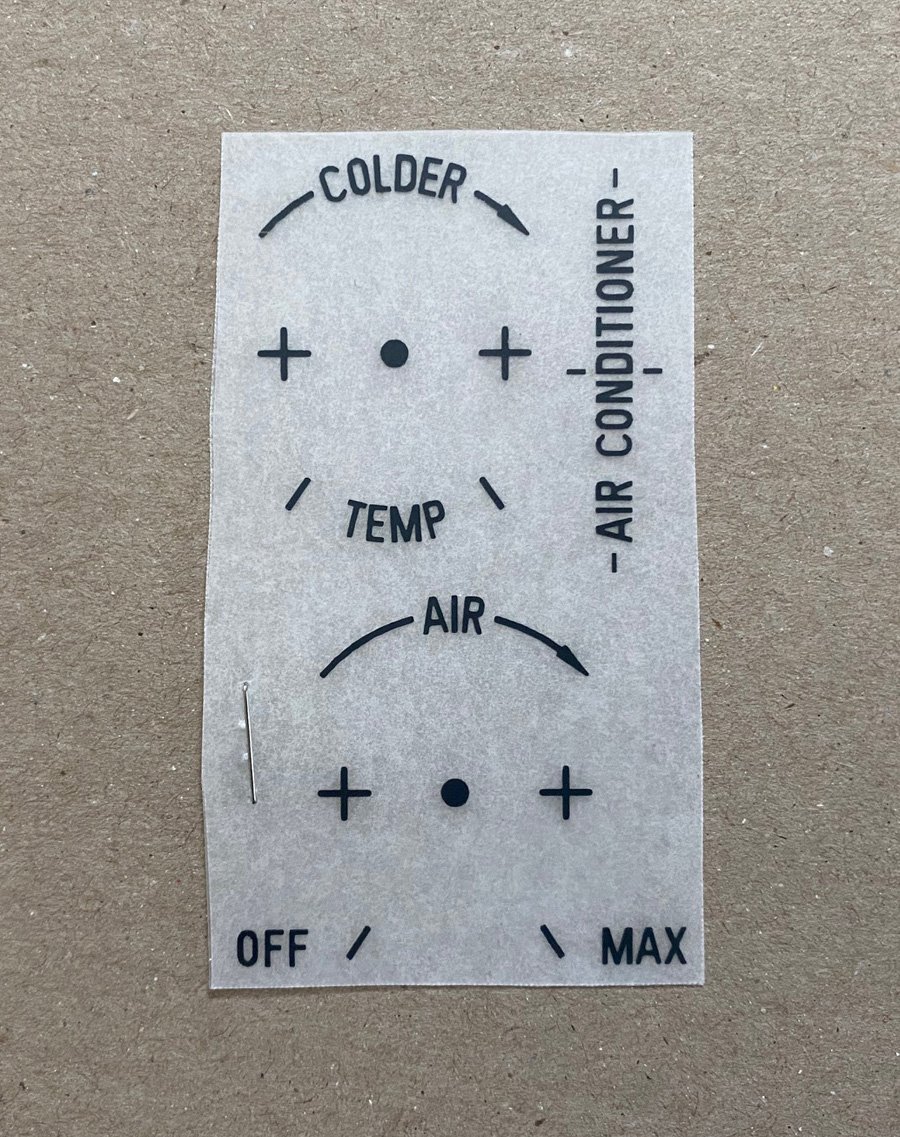 COLDER
AIR CONDITIONER
TEMP
AIR
OFF
MAX